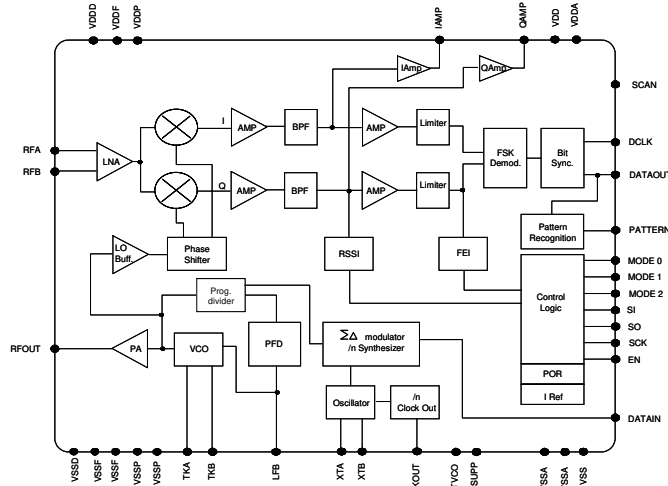 VDDD
VDDF
VDDP
IAMP
QAMP
VDD
VDDA
IAmp
QAmp
SCAN
RFA
RFB
LNA
I
Q
AMP
BPF
AMP
Limiter
AMP
BPF
AMP
Limiter
FSK
Demod.
Bit
Sync.
DCLK
DATAOUT
LO
Buff.
Phase
Shifter
RSSI
FEI
Pattern
Recognition
PATTERN
Prog.
divider
Control
Logic
MODE 0
MODE 1
MODE 2
SI
SO
SCK
EN
RFOUT
PA
VCO
PFD
ΣΔ modulator
/n Synthesizer
POR
I Ref
Oscillator
/n
Clock Out
DATAIN
VSSD
VSSF
VSSF
VSSP
VSSP
TKA
TKB
LFB
XTA
XTB
KOUT
TVCO
SUPP
SSA
SSA
VSS